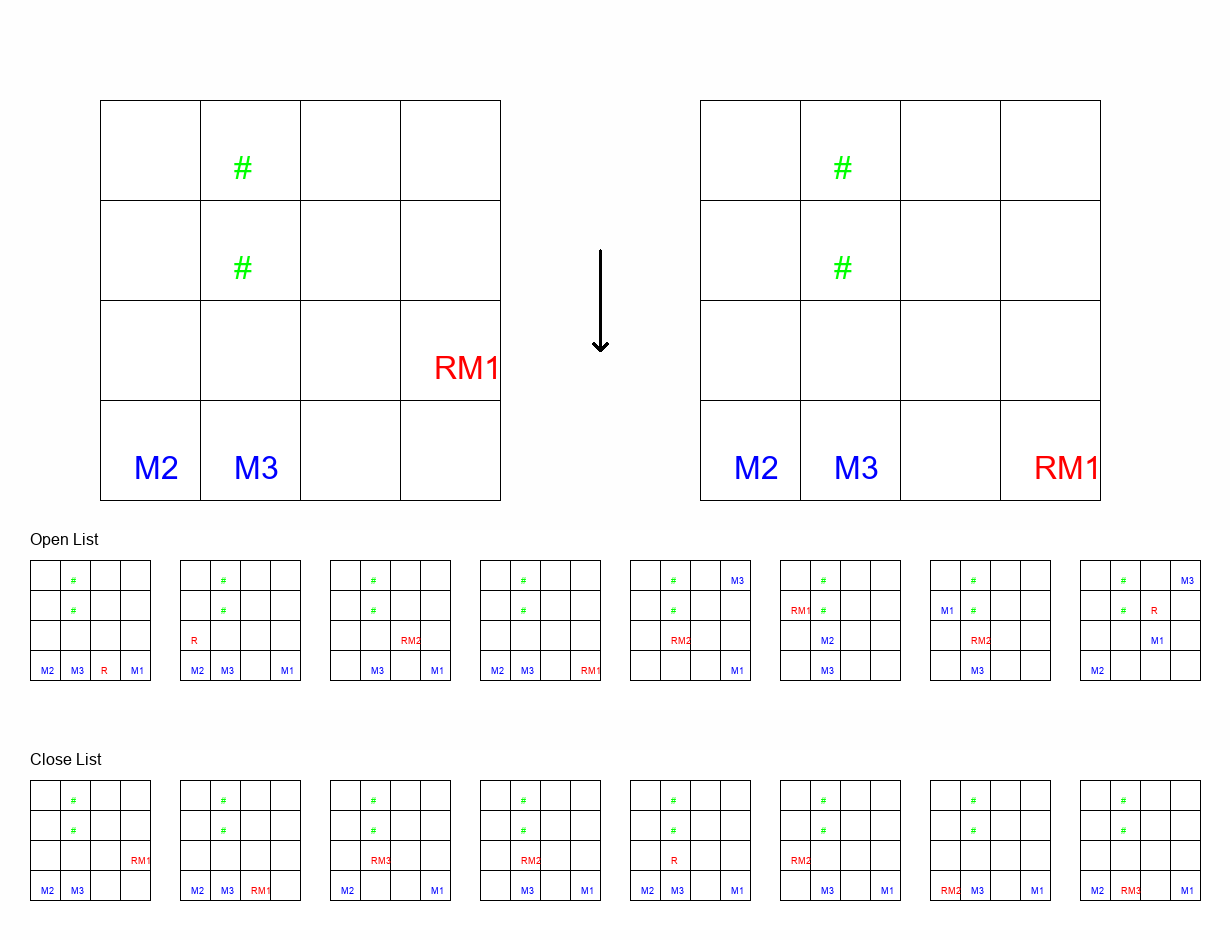 # #
# #
RM1
M2 M3 M2 M3 RM1
Open List
# # # # # M3 # # # M3
# # # # # RM1 # M1 # # R
R RM2 RM2 M2 RM2 M1
M2 M3 R M1 M2 M3 M1 M3 M1 M2 M3 RM1 M1 M3 M3 M2
Close List
# # # # # # # #
# # # # # # # #
RM1 RM3 RM2 R RM2
M2 M3 M2 M3 RM1 M2 M1 M3 M1 M2 M3 M1 M3 M1 RM2 M3 M1 M2 RM3 M1